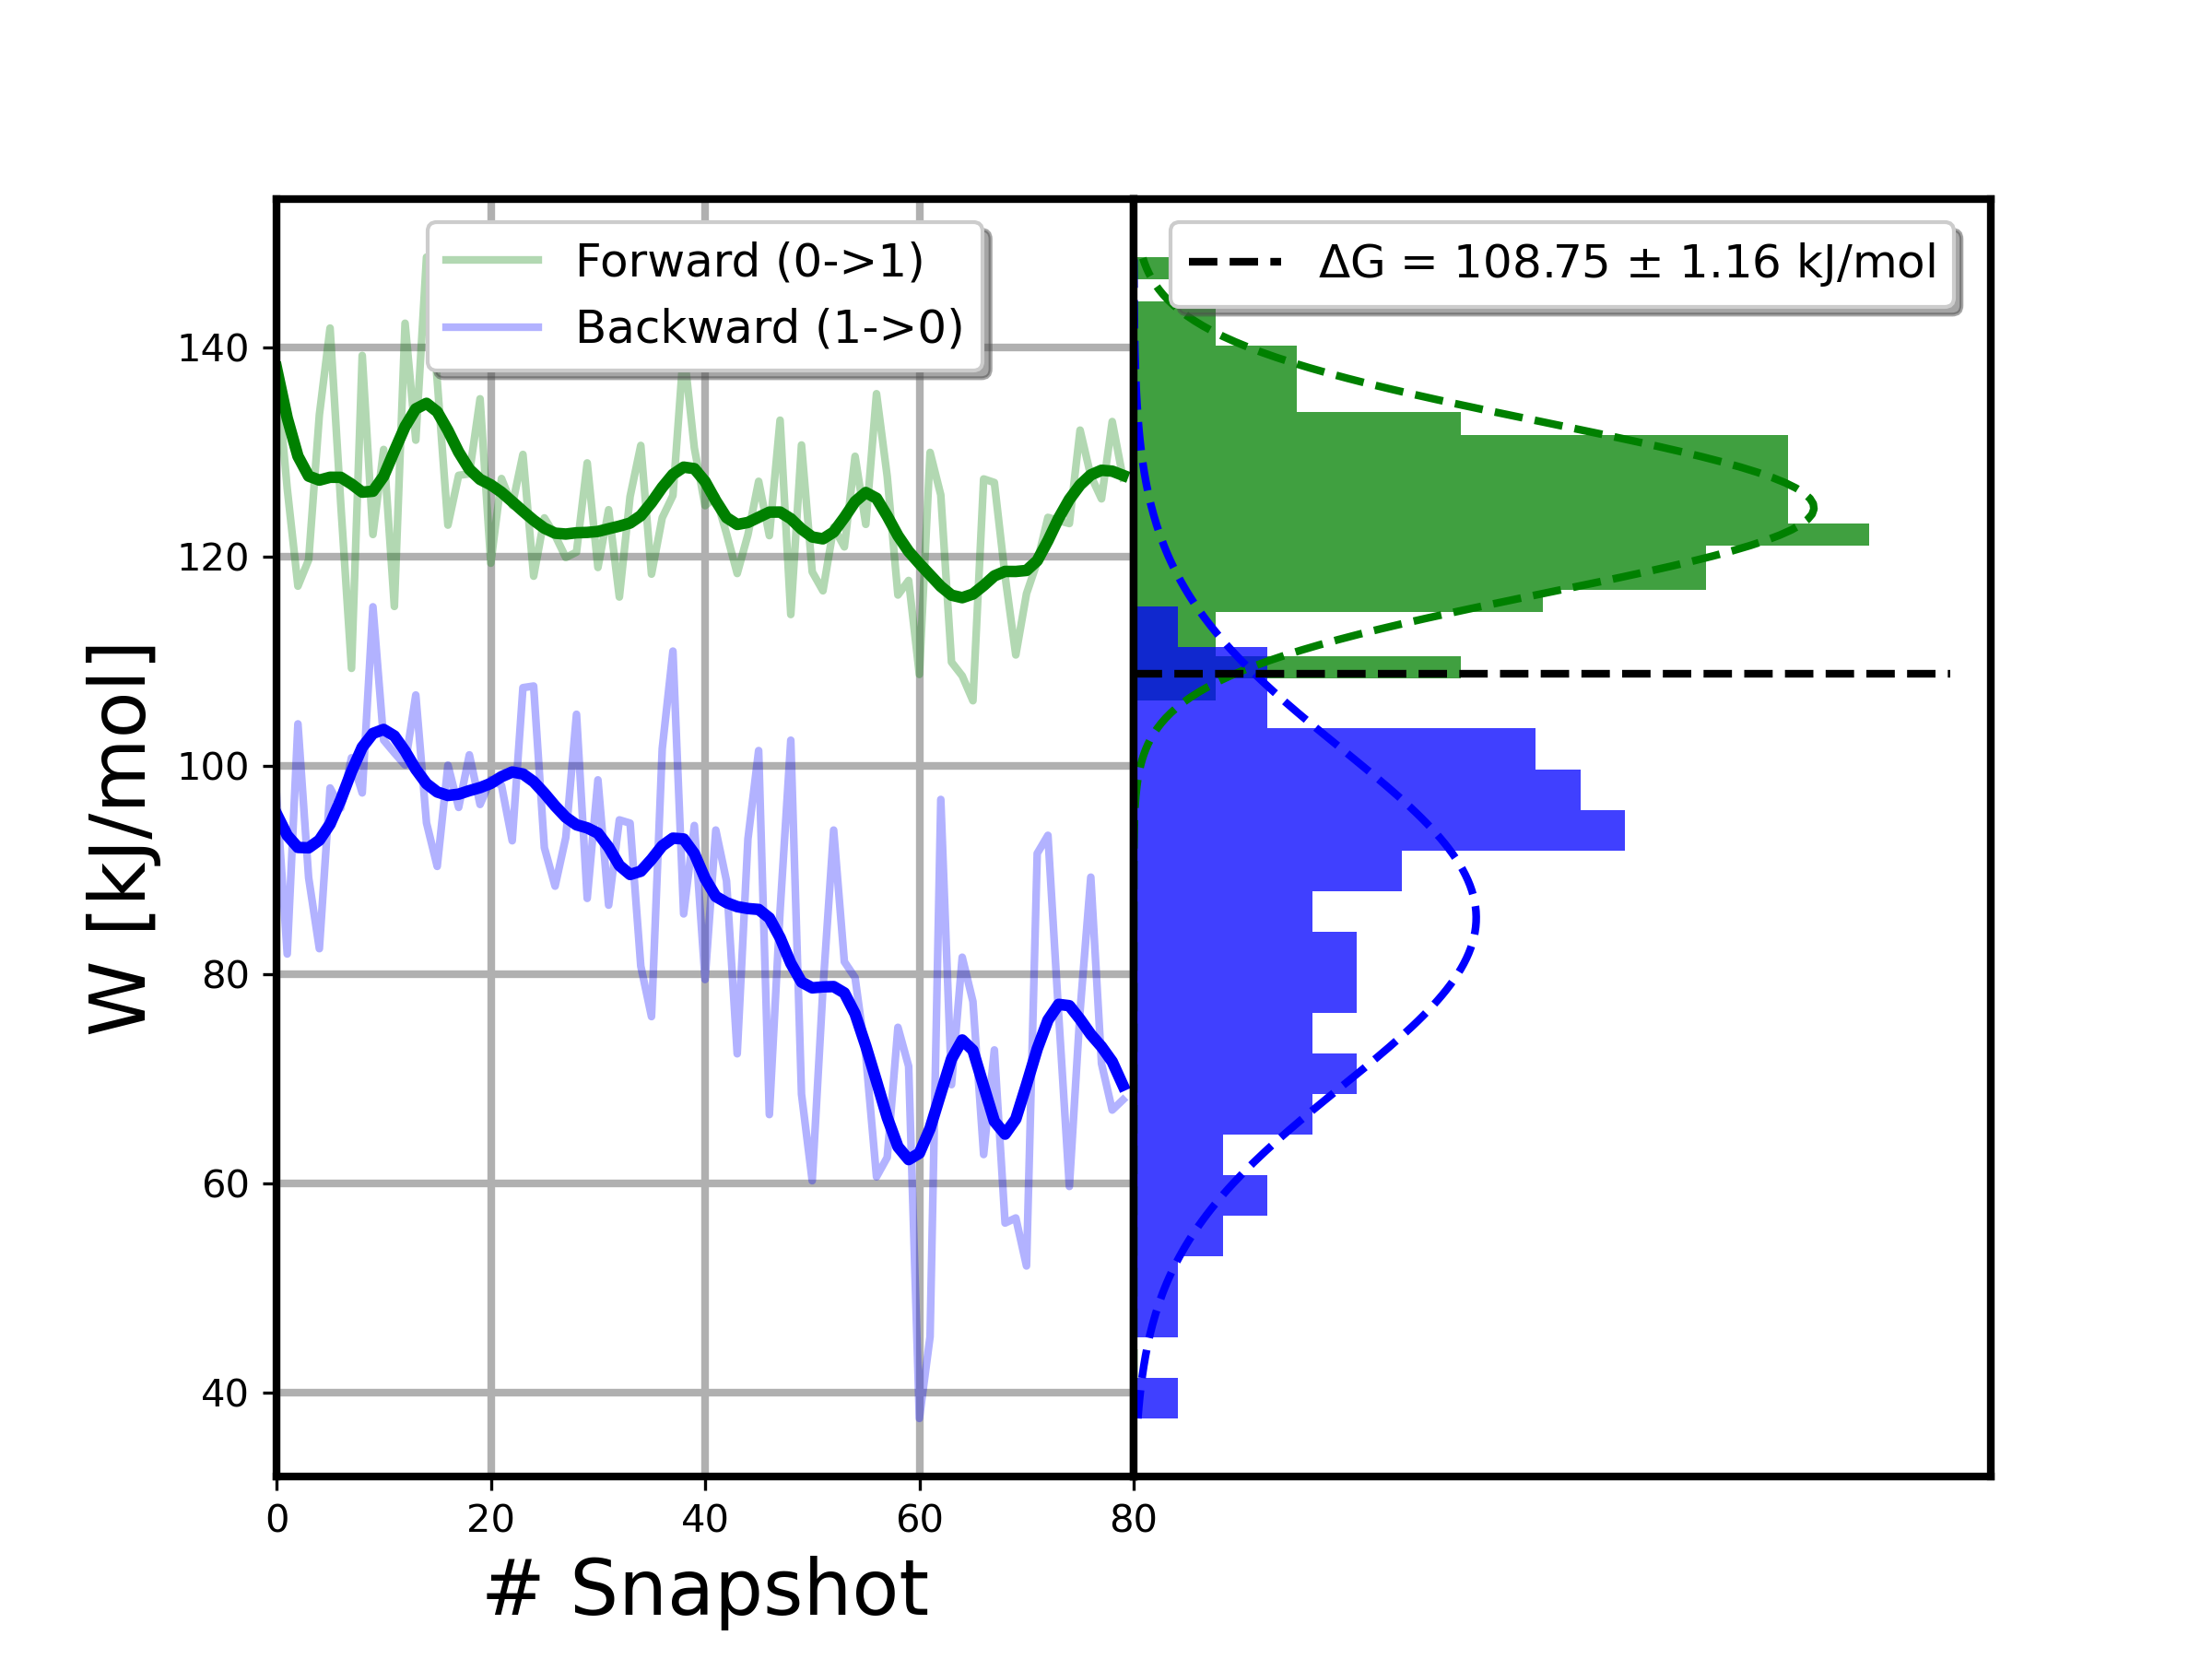 Forward (0->1)
Backward (1->0)
ΔG = 108.75 ± 1.16 kJ/mol
W [kJ/mol]
140
120
100
80
60
40
0 20 40 60 80
# Snapshot